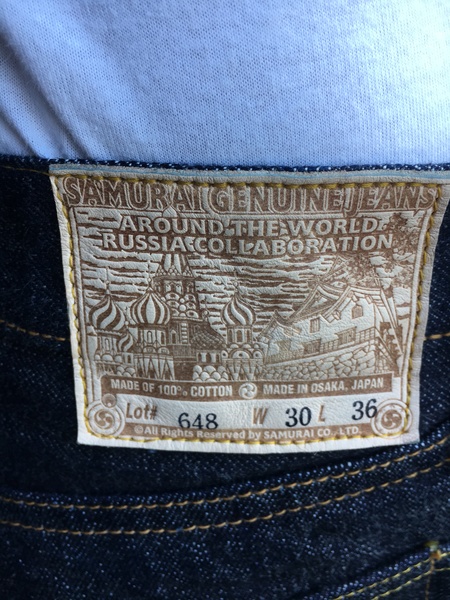 SAMURAI GENUINE JEANS
AROUND THE WORLD
RUSSIA COLLABORATION
MADE OF 100% COTTON MADE IN OSAKA, JAPAN
Lot# 648 W 30 L 36
©All Rights Reserved by SAMURAI CO., LTD.